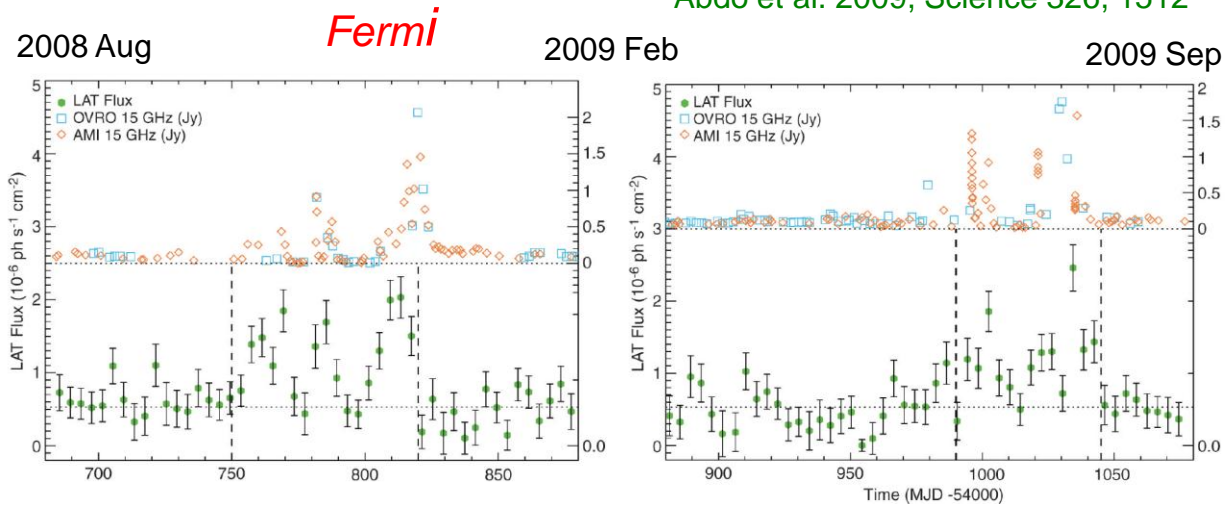 Abdo et al. 2009, Science 326, 1512
Fermi
2008 Aug
2009 Feb
2009 Sep
LAT Flux
OVRO 15 GHz (Jy)
AMI 15 GHz (Jy)
LAT Flux (10⁻⁶ ph s⁻¹ cm⁻²)
5
4
3
2
1
0
2
1.5
1
0.5
0
0.0
700
750
800
850
LAT Flux
OVRO 15 GHz (Jy)
AMI 15 GHz (Jy)
LAT Flux (10⁻⁶ ph s⁻¹ cm⁻²)
5
4
3
2
1
0
2
1.5
1
0.5
0
0.0
900
950
1000
1050
Time (MJD -54000)